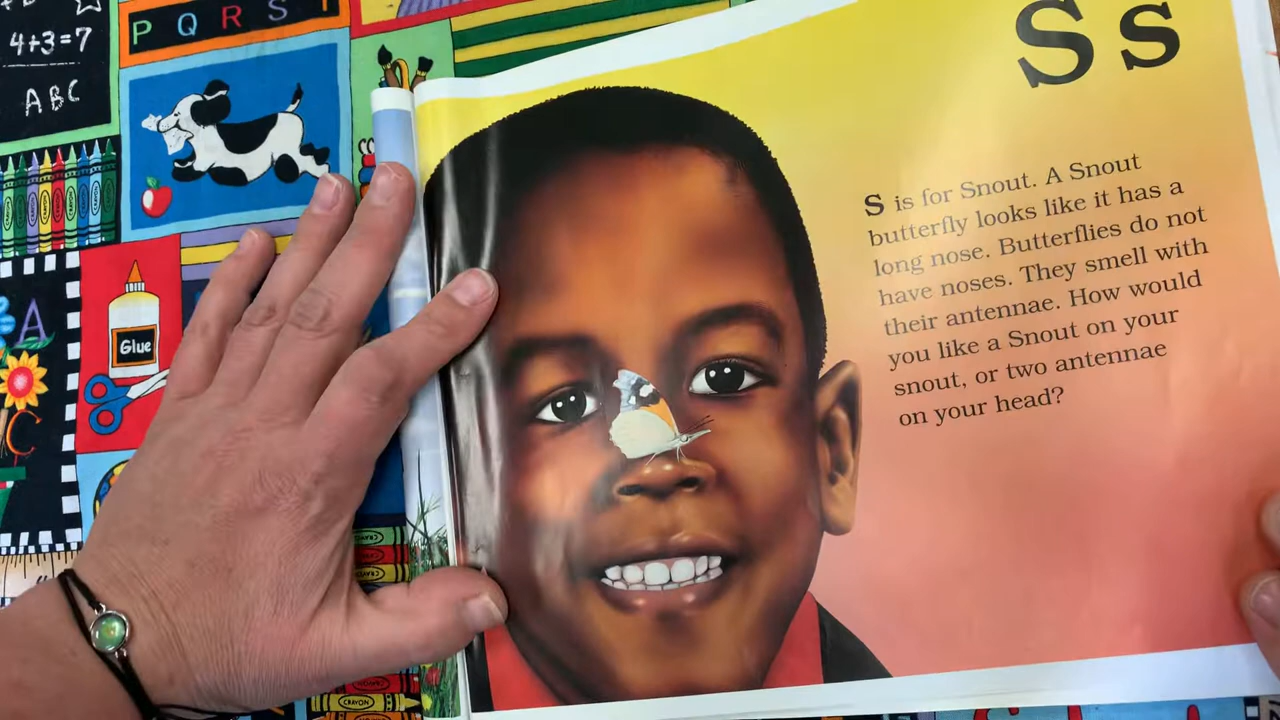 4+3=7
ABC
PQRS
Glue
A
C
CRAYON
S s
S is for Snout. A Snout
butterfly looks like it has a
long nose. Butterflies do not
have noses. They smell with
their antennae. How would
you like a Snout on your
snout, or two antennae
on your head?